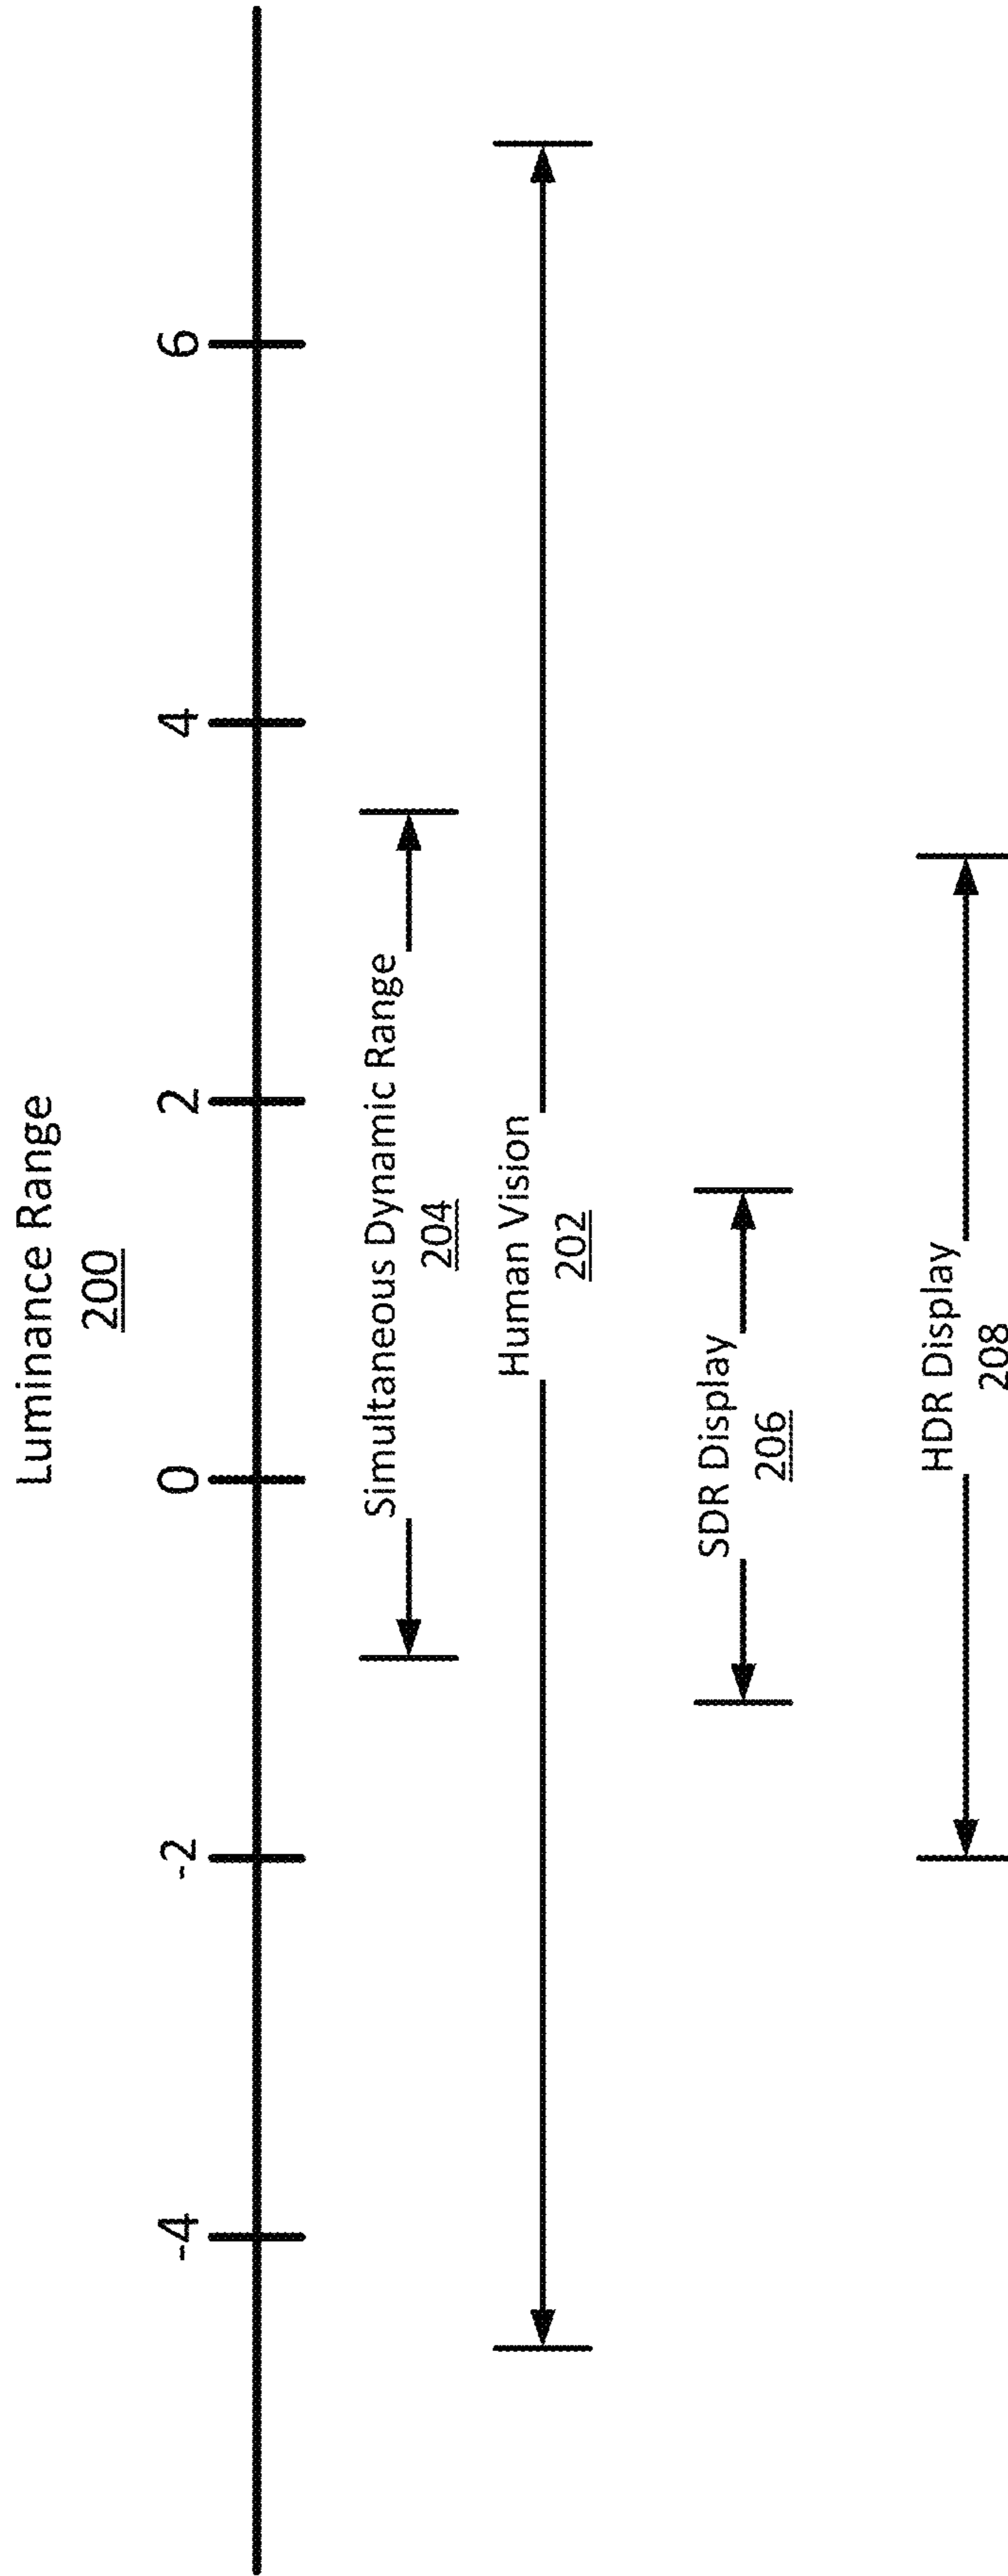 Luminance Range
200
-4
-2
0
2
4
6
Simultaneous Dynamic Range
204
Human Vision
202
SDR Display
206
HDR Display
208